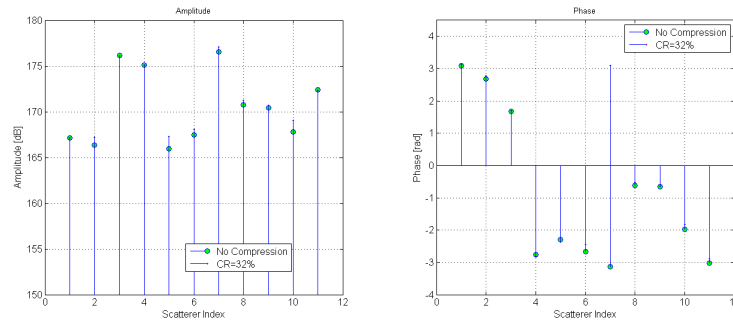 Amplitude
180
175
170
165
160
155
150
Amplitude [dB]
0 2 4 6 8 10 12
Scatterer Index
No Compression
CR=32%
Phase
4
3
2
1
0
-1
-2
-3
-4
Phase [rad]
0 2 4 6 8 10 12
Scatterer Index
No Compression
CR=32%